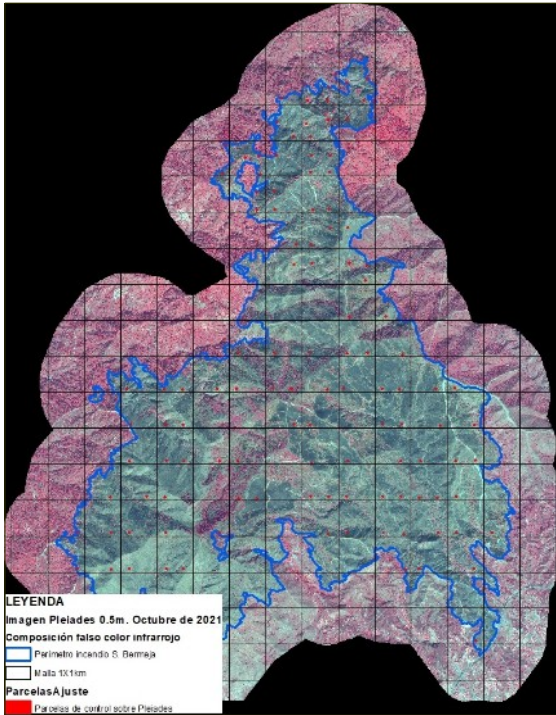 LEYENDA
Imagen Pleiades 0.5m. Octubre de 2021
Composición falso color infrarrojo
Perímetro incendio S. Bermeja
Malla 1X1km
ParcelasAjuste
Parcelas de control sobre Pleiades